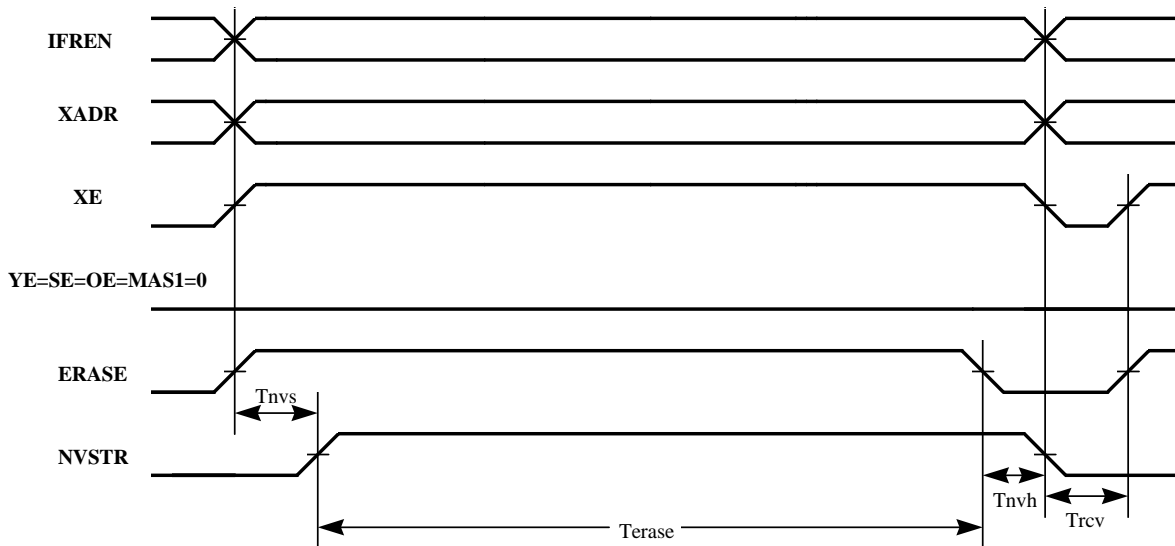 IFREN
XADR
XE
YE=SE=OE=MAS1=0
ERASE
Tnvs
NVSTR
Tnvh
Trcv
Terase